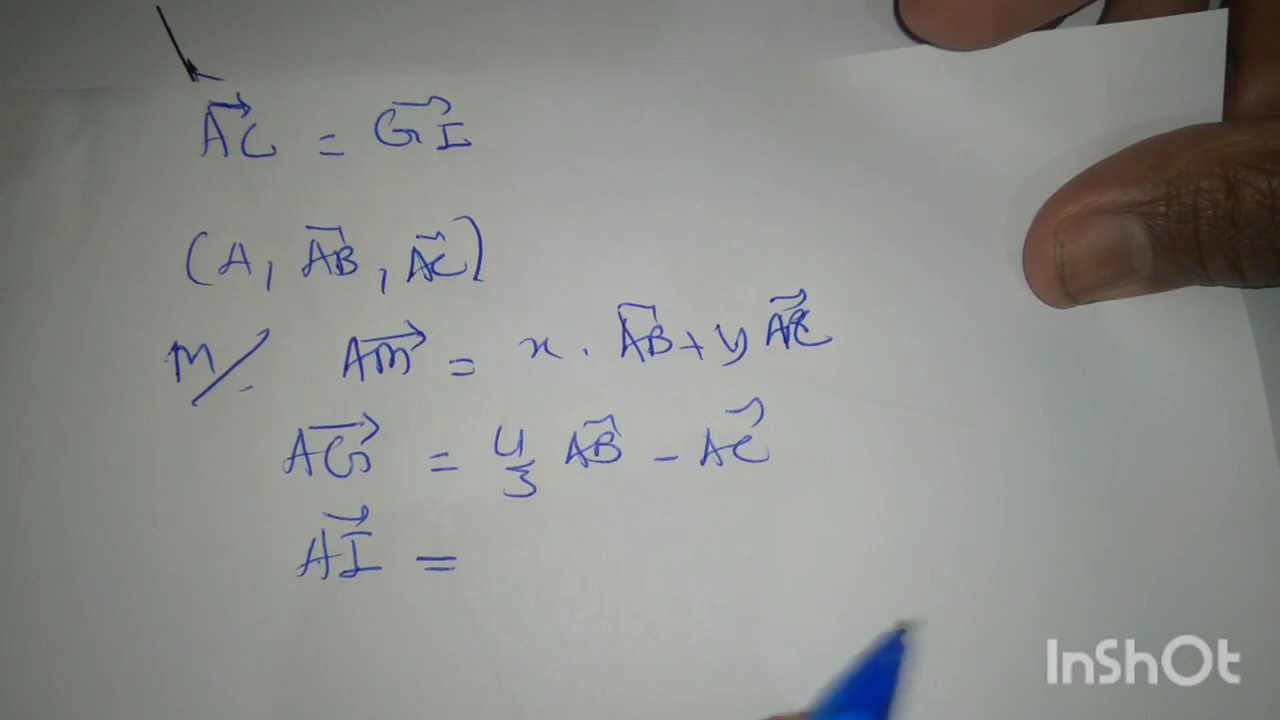 AC = GI
(A, AB, AC)
M/ AM = x . AB + y AC
AG = 4/3 AB - AC
AI =
InShOt